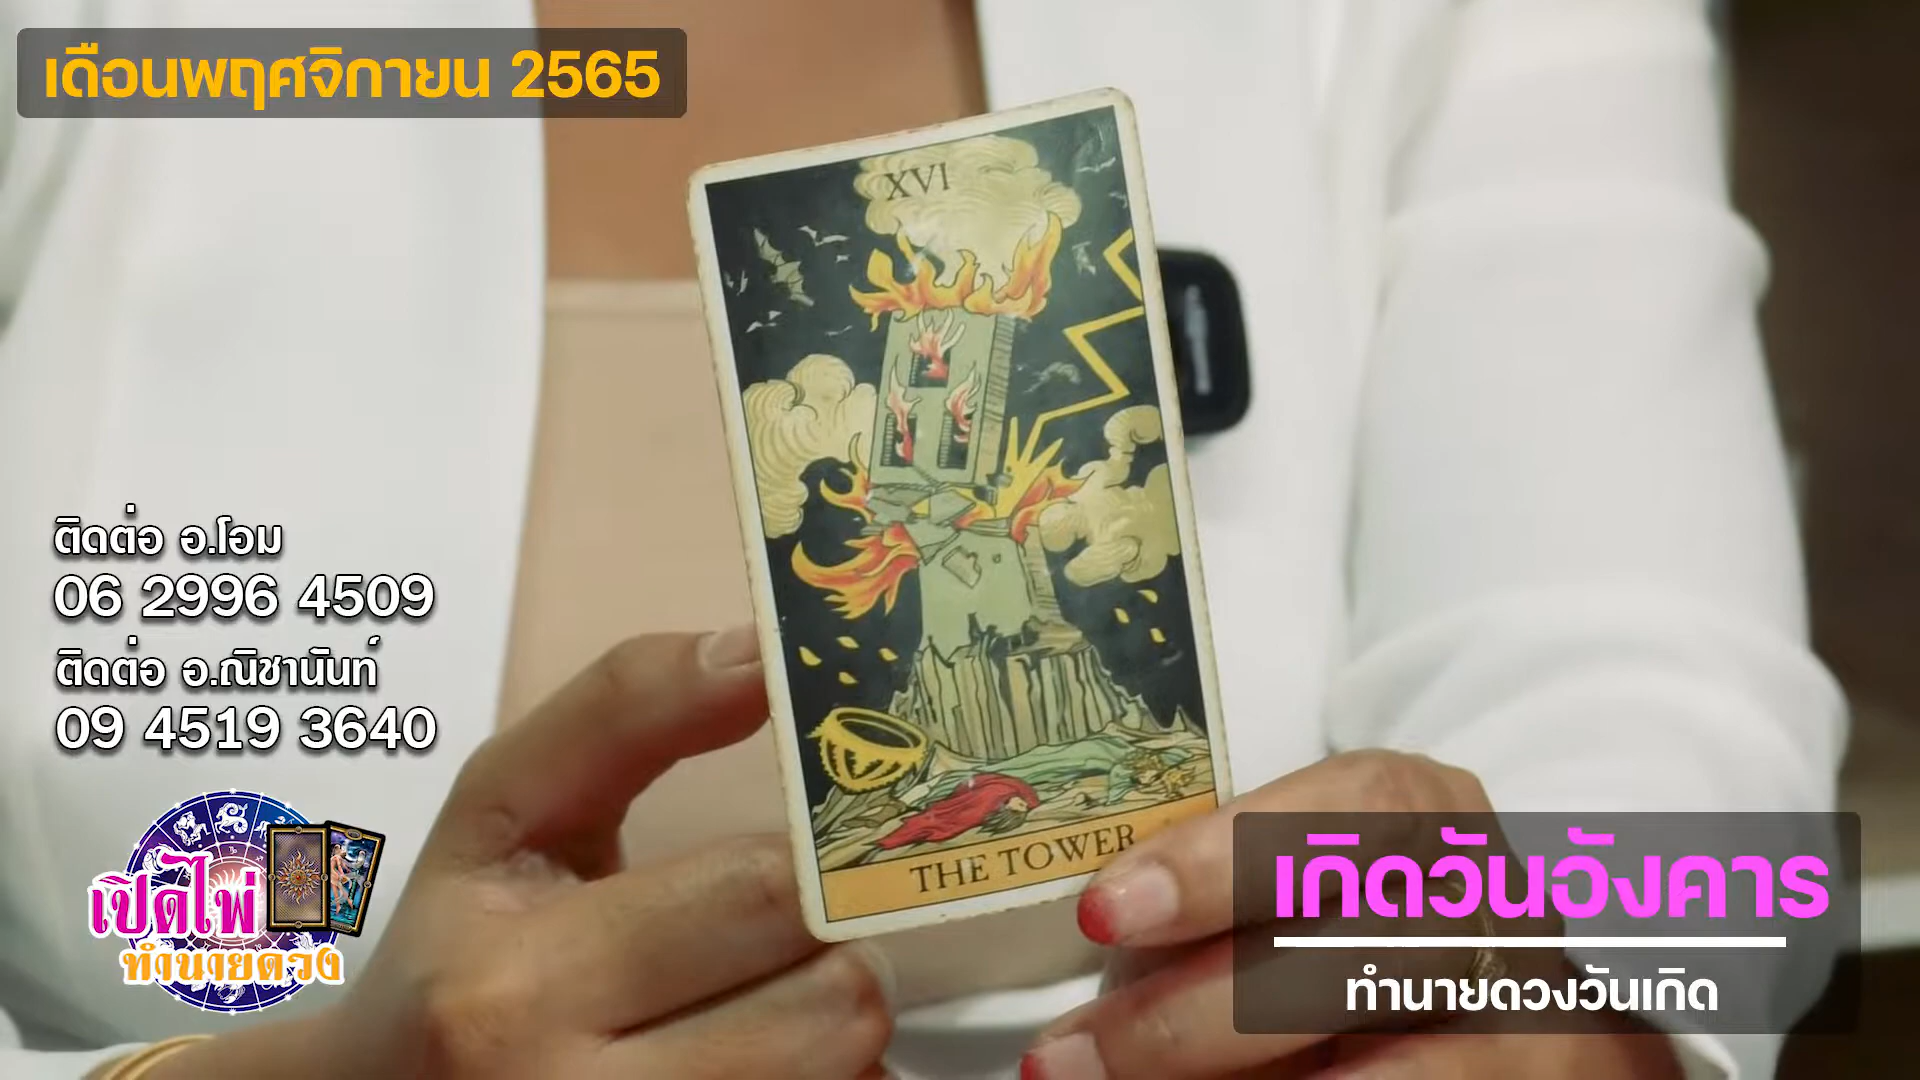 เดือนพฤศจิกายน 2565
XVI
THE TOWER
ติดต่อ อ.โอม
06 2996 4509
ติดต่อ อ.ณิชานันท์
09 4519 3640
เปิดไพ่
ทำนายดวง
เกิดวันอังคาร
ทำนายดวงวันเกิด